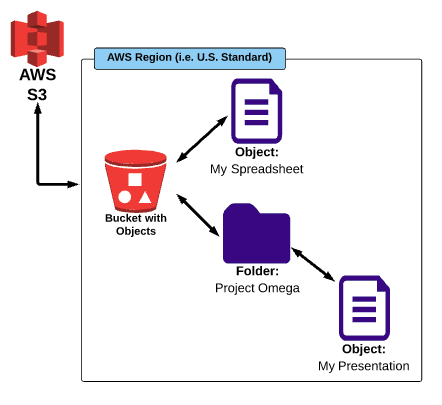 AWS
S3
AWS Region (i.e. U.S. Standard)
Object:
My Spreadsheet
Bucket with
Objects
Folder:
Project Omega
Object:
My Presentation